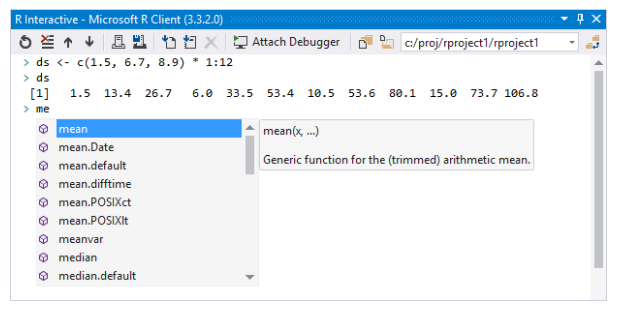 R Interactive - Microsoft R Client (3.3.2.0)
Attach Debugger c:/proj/rproject1/rproject1
> ds <- c(1.5, 6.7, 8.9) * 1:12
> ds
[1] 1.5 13.4 26.7 6.0 33.5 53.4 10.5 53.6 80.1 15.0 73.7 106.8
> me
mean
mean.Date
mean.default
mean.difftime
mean.POSIXct
mean.POSIXlt
meanvar
median
median.default
mean(x, ...)
Generic function for the (trimmed) arithmetic mean.